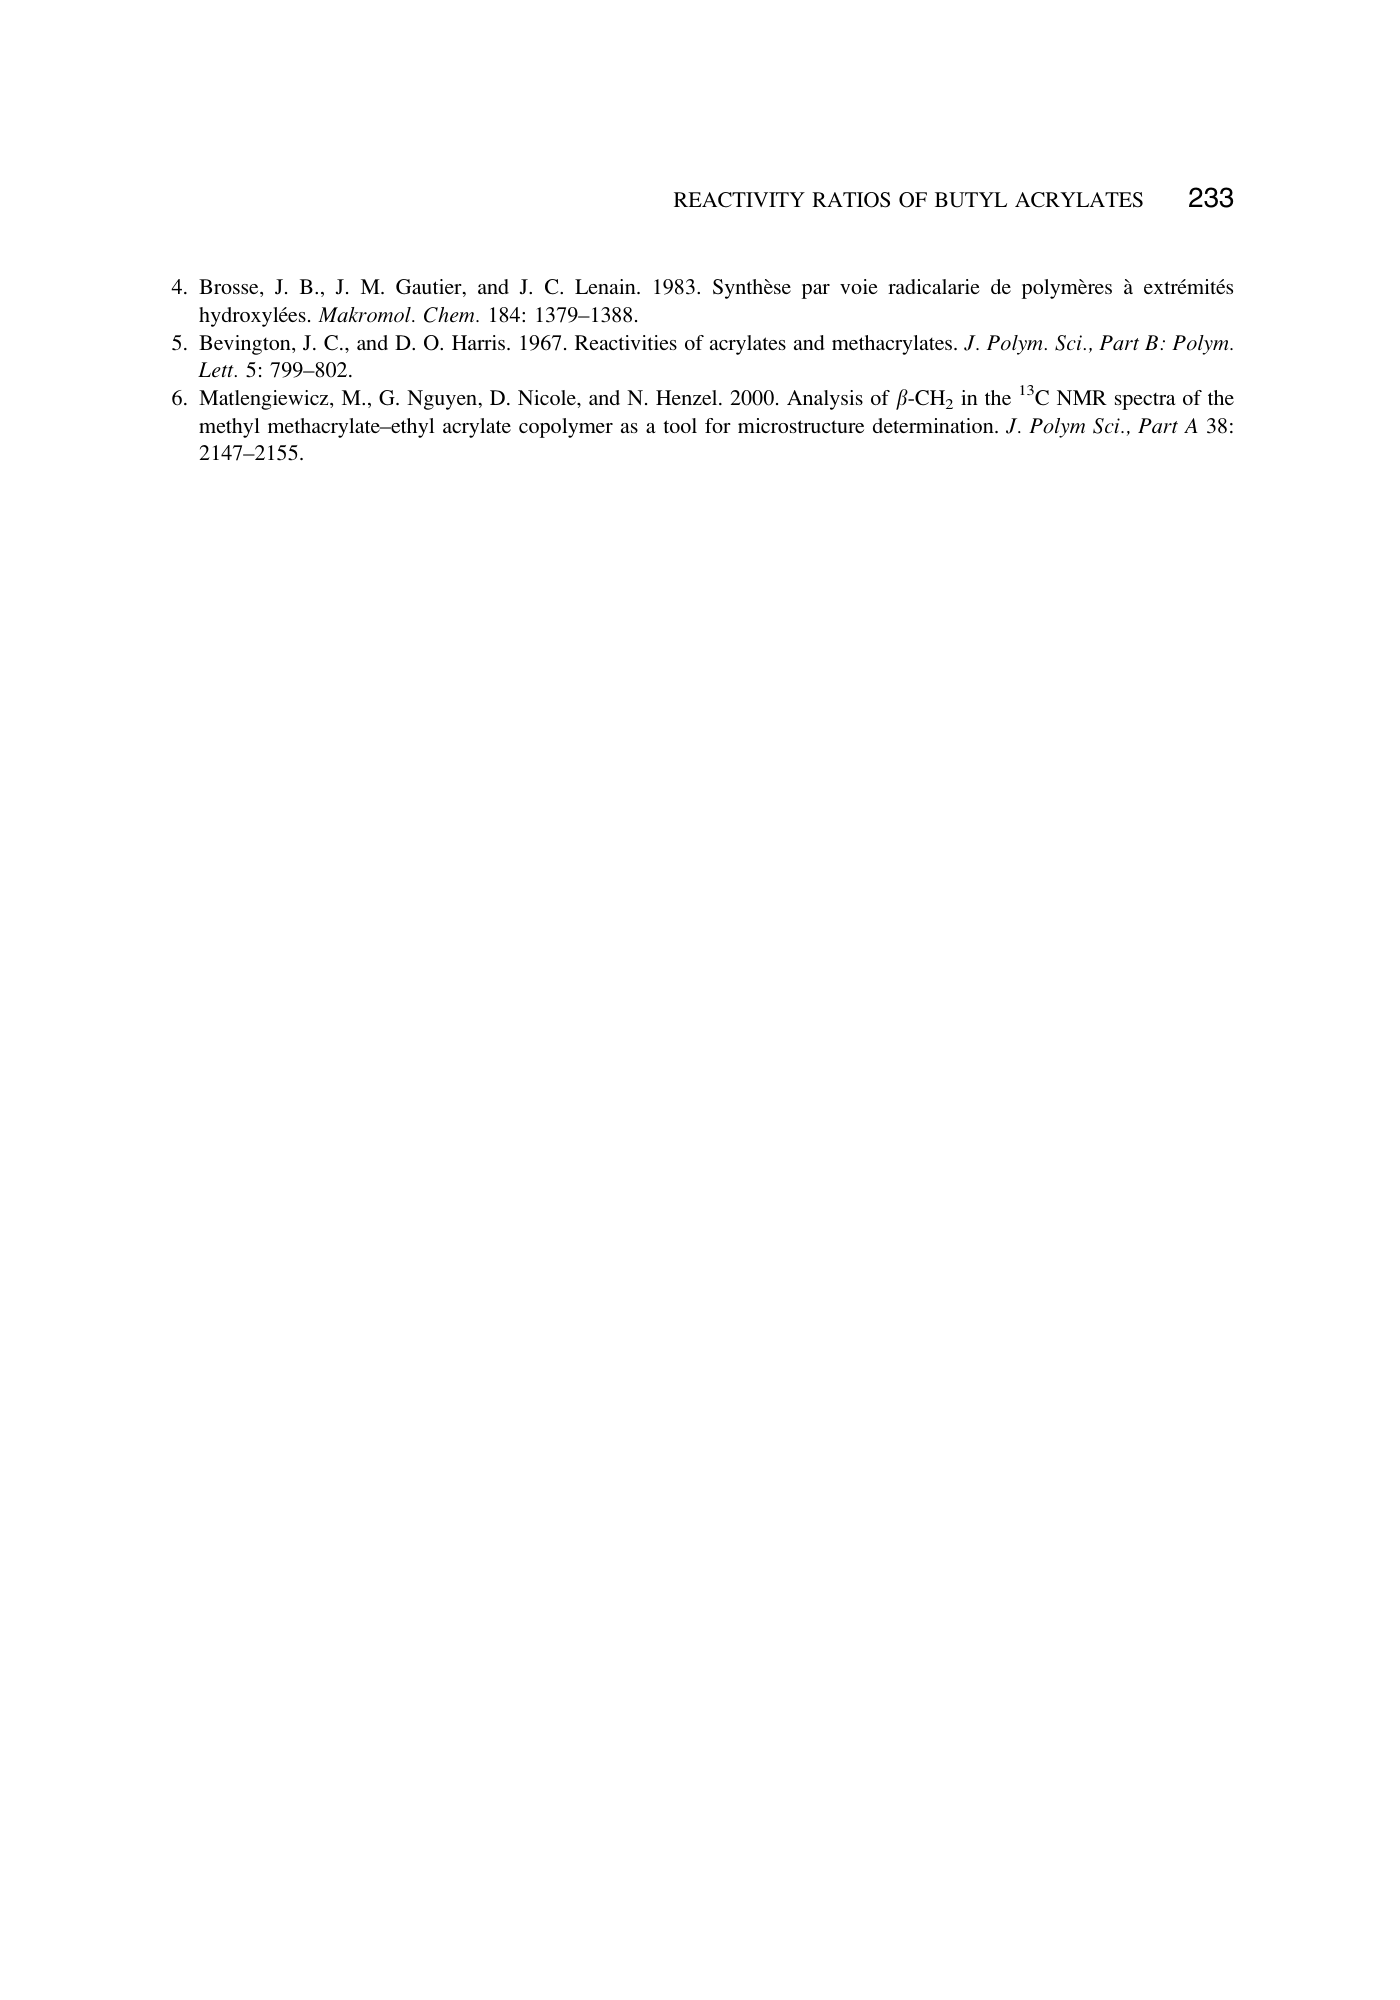 REACTIVITY RATIOS OF BUTYL ACRYLATES 233
4. Brosse, J. B., J. M. Gautier, and J. C. Lenain. 1983. Synthèse par voie radicalarie de polymères à extrémités
hydroxylées. Makromol. Chem. 184: 1379–1388.
5. Bevington, J. C., and D. O. Harris. 1967. Reactivities of acrylates and methacrylates. J. Polym. Sci., Part B: Polym.
Lett. 5: 799–802.
6. Matlengiewicz, M., G. Nguyen, D. Nicole, and N. Henzel. 2000. Analysis of β-CH₂ in the ¹³C NMR spectra of the
methyl methacrylate–ethyl acrylate copolymer as a tool for microstructure determination. J. Polym Sci., Part A 38:
2147–2155.